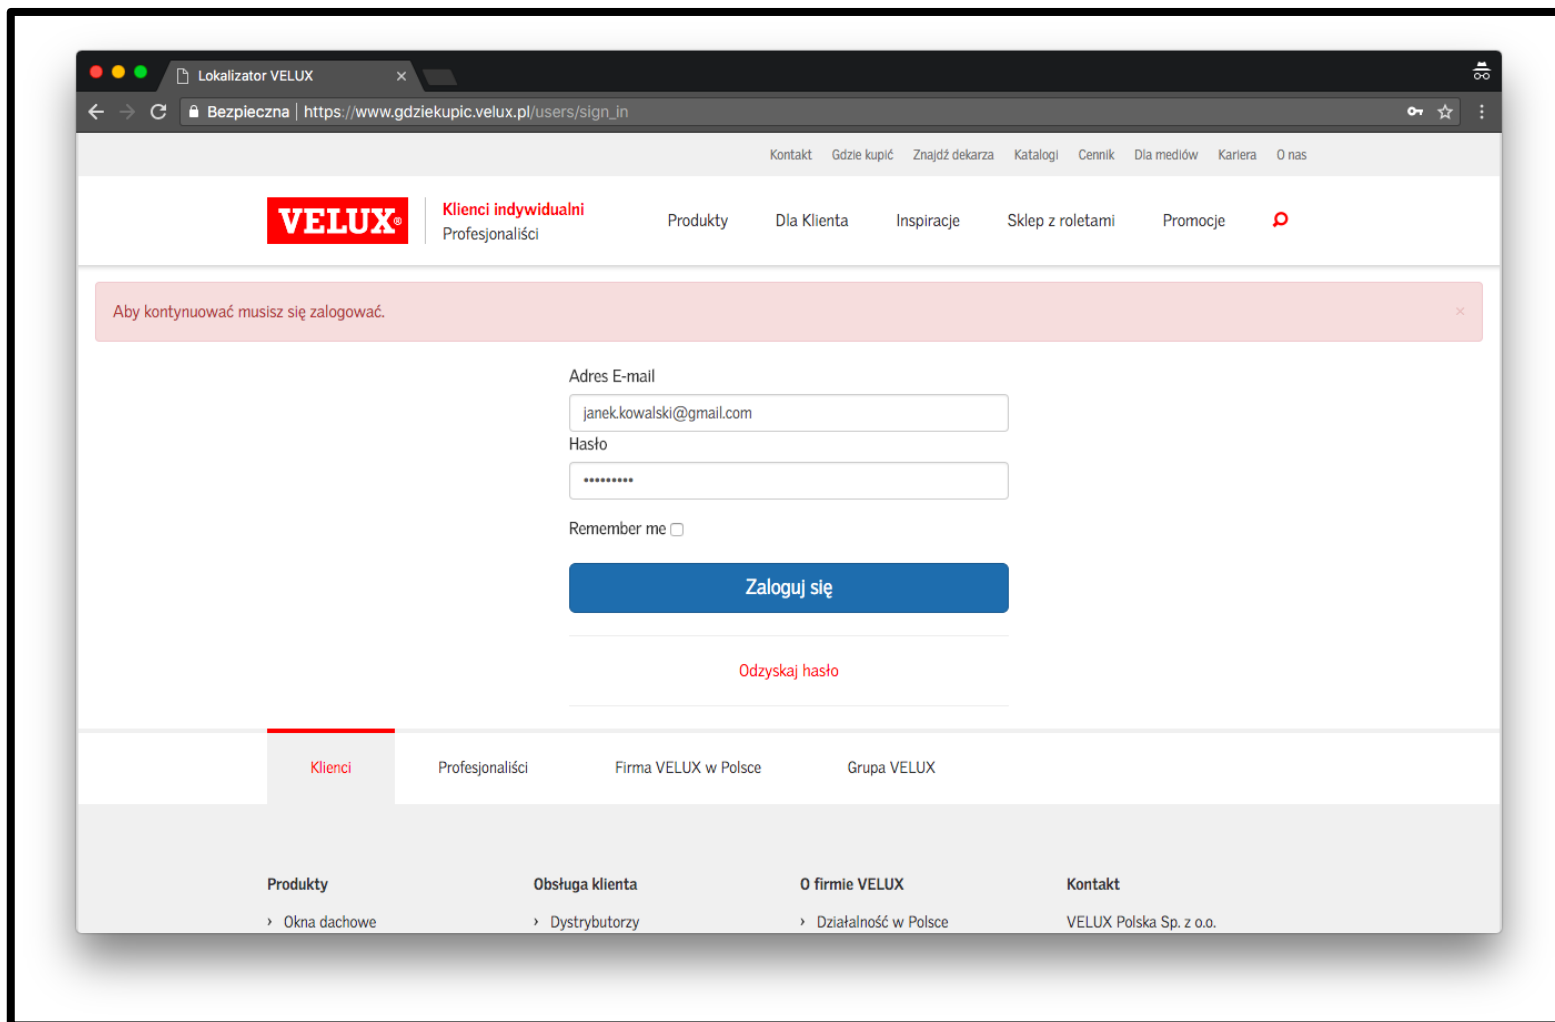 Lokalizator VELUX
Bezpieczna | https://www.gdziekupic.velux.pl/users/sign_in
Kontakt Gdzie kupić Znajdź dekarza Katalogi Cennik Dla mediów Kariera O nas
VELUX®
Klienci indywidualni
Profesjonaliści
Produkty Dla Klienta Inspiracje Sklep z roletami Promocje
Aby kontynuować musisz się zalogować.
×
Adres E-mail
janek.kowalski@gmail.com
Hasło
•••••••••
Remember me
Zaloguj się
Odzyskaj hasło
Klienci Profesjonaliści Firma VELUX w Polsce Grupa VELUX
Produkty Obsługa klienta O firmie VELUX Kontakt
› Okna dachowe › Dystrybutorzy › Działalność w Polsce VELUX Polska Sp. z o.o.